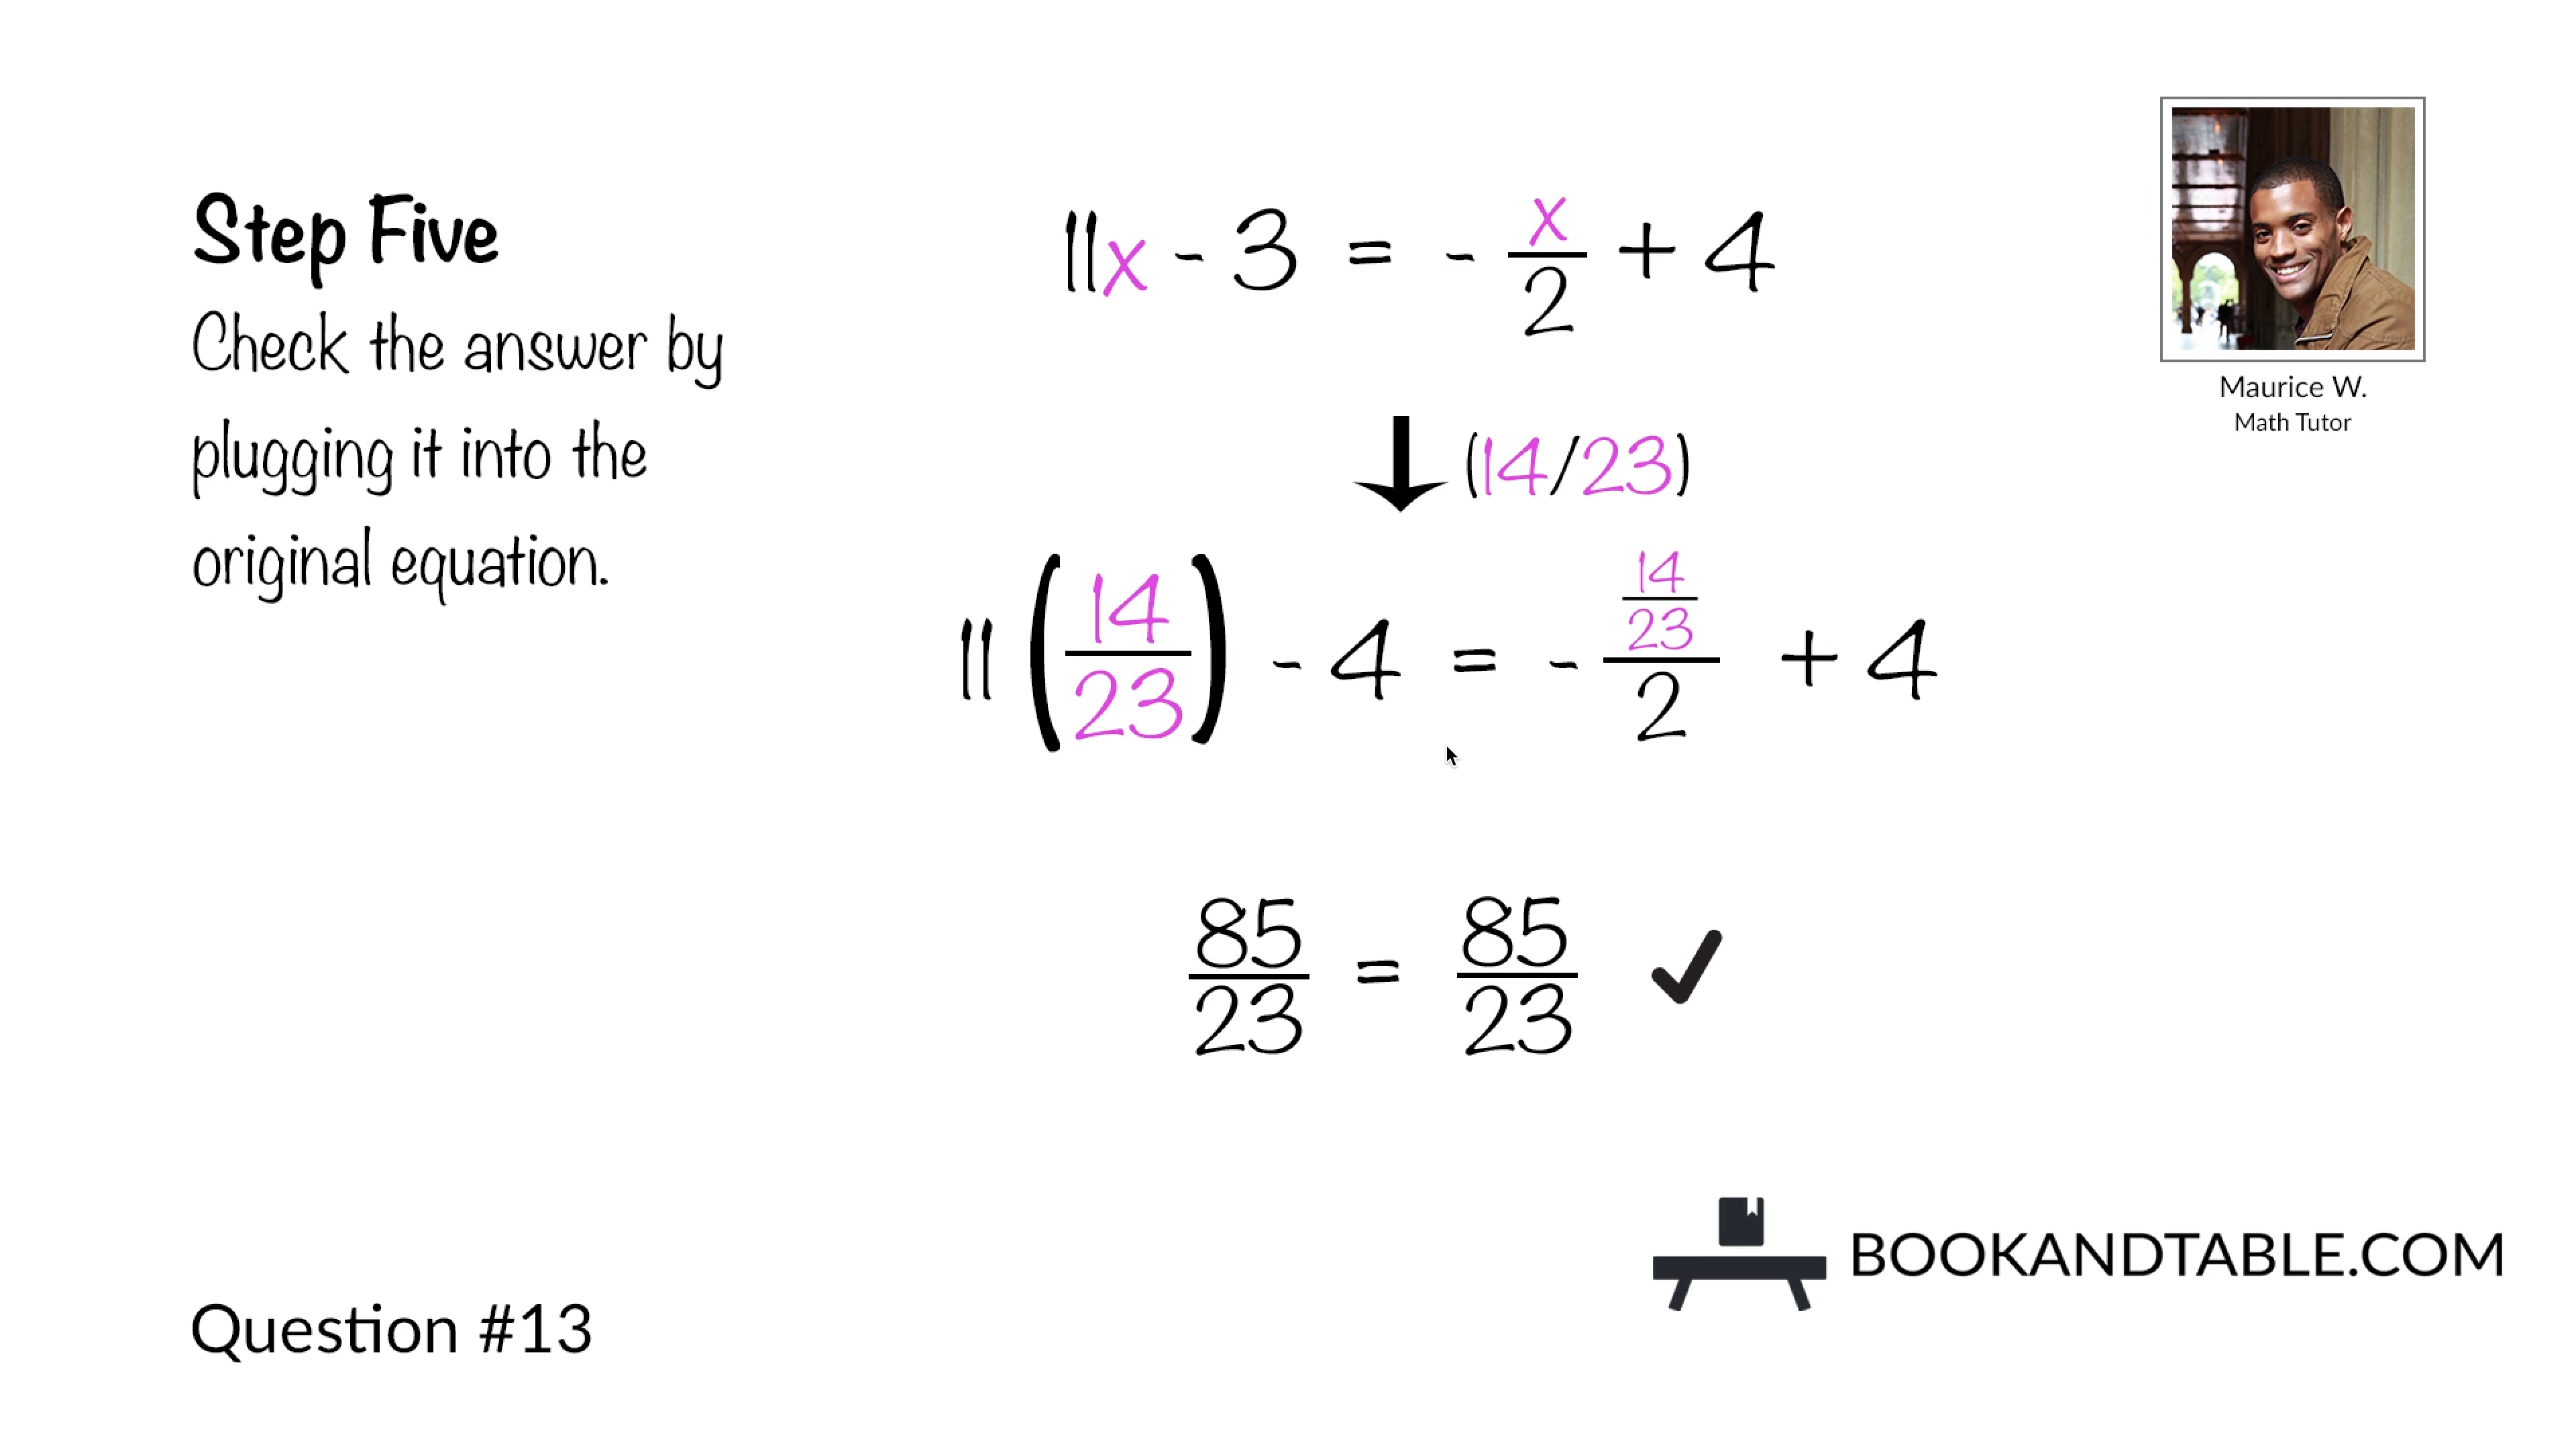 Step Five
Check the answer by
plugging it into the
original equation.
11x - 3 = - x/2 + 4
(14/23)
11 (14/23) - 4 = - 14/23/2 + 4
85/23 = 85/23 ✓
Maurice W.
Math Tutor
Question #13
BOOKANDTABLE.COM